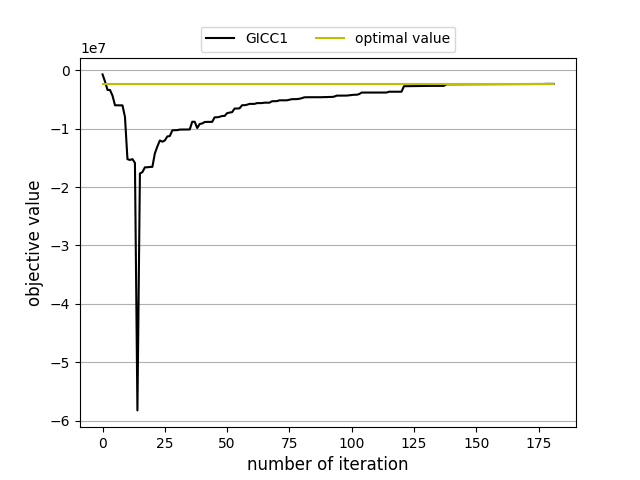 GICC1
optimal value
1e7
0
−1
−2
−3
−4
−5
−6
objective value
0 25 50 75 100 125 150 175
number of iteration